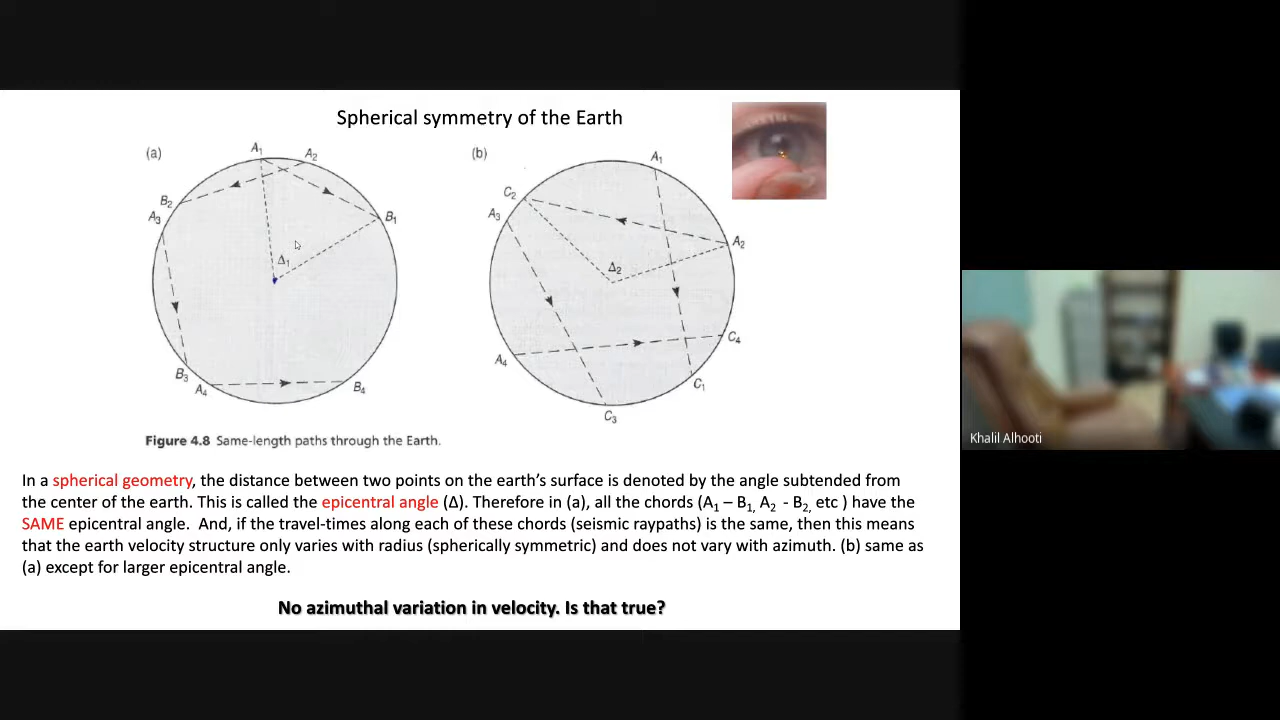 Spherical symmetry of the Earth
(a)
A1
A2
B2
A3
B1
Δ1
B3
A4
B4
(b)
A1
C2
A3
A2
Δ2
A4
C4
C1
C3
Figure 4.8 Same-length paths through the Earth.
In a spherical geometry, the distance between two points on the earth's surface is denoted by the angle subtended from
the center of the earth. This is called the epicentral angle (Δ). Therefore in (a), all the chords (A1 – B1, A2 - B2, etc ) have the
SAME epicentral angle. And, if the travel-times along each of these chords (seismic raypaths) is the same, then this means
that the earth velocity structure only varies with radius (spherically symmetric) and does not vary with azimuth. (b) same as
(a) except for larger epicentral angle.
No azimuthal variation in velocity. Is that true?
Khalil Alhooti